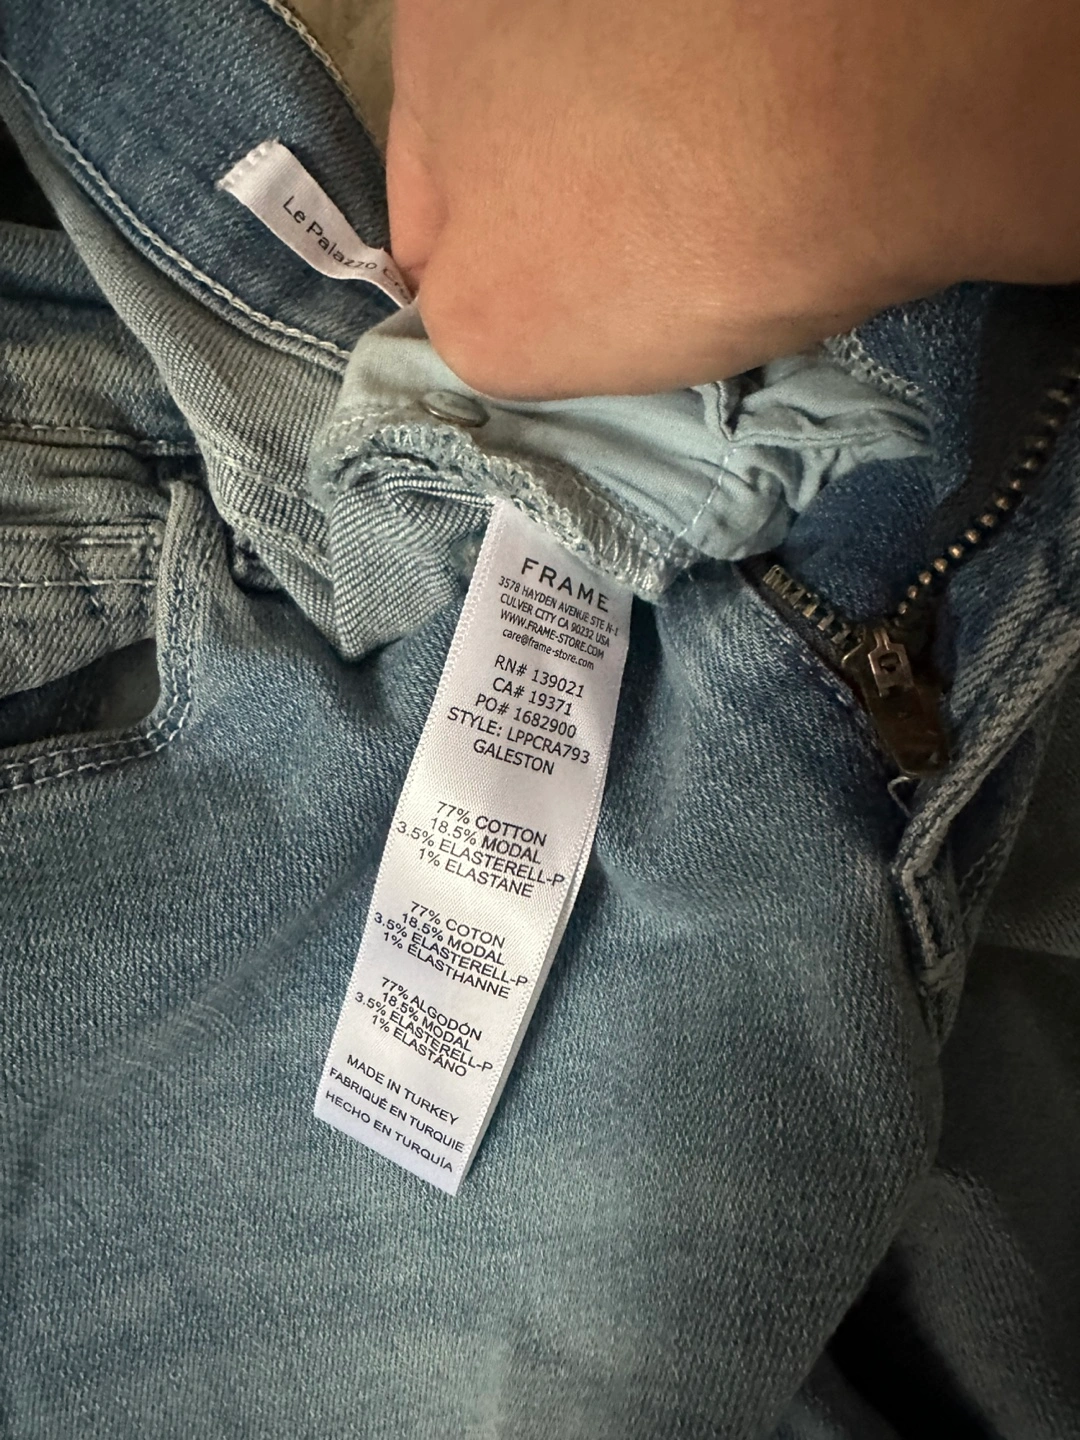 Le Palazzo
FRAME
3578 HAYDEN AVENUE STE N-1
CULVER CITY CA 90232 USA
WWW.FRAME-STORE.COM
care@frame-store.com
RN# 139021
CA# 19371
PO# 1682900
STYLE: LPPCRA793
GALESTON
77% COTTON
18.5% MODAL
3.5% ELASTERELL-P
1% ELASTANE
77% COTON
18.5% MODAL
3.5% ELASTERELL-P
1% ÉLASTHANNE
77% ALGODÓN
18.5% MODAL
3.5% ELASTERELL-P
1% ELASTANO
MADE IN TURKEY
FABRIQUÉ EN TURQUIE
HECHO EN TURQUÍA